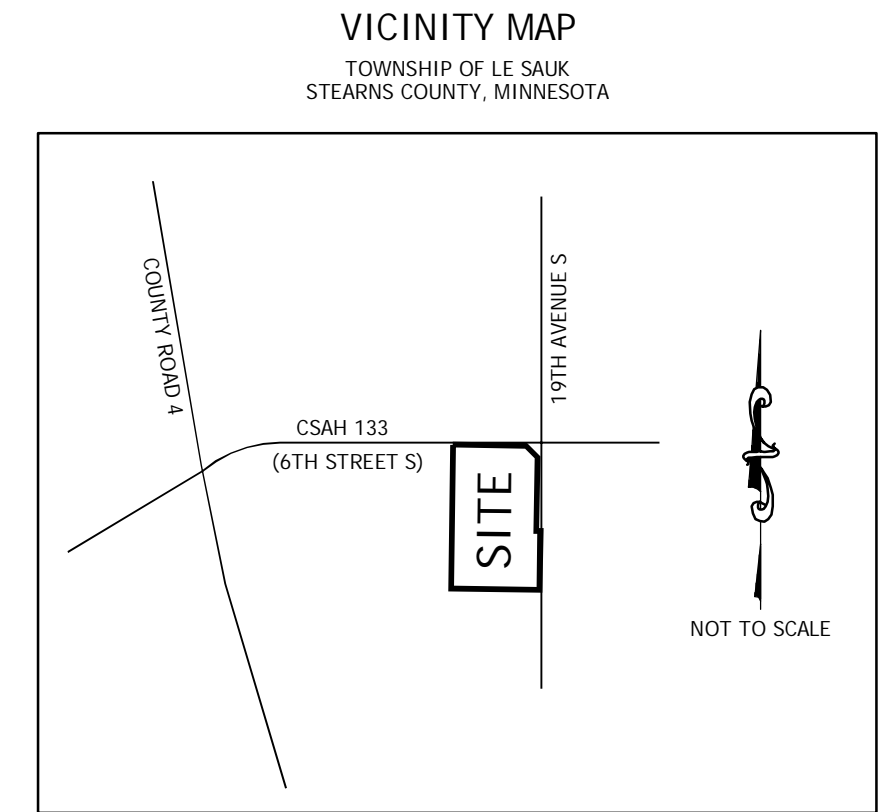 VICINITY MAP
TOWNSHIP OF LE SAUK
STEARNS COUNTY, MINNESOTA
COUNTY ROAD 4
19TH AVENUE S
CSAH 133
(6TH STREET S)
SITE
NOT TO SCALE